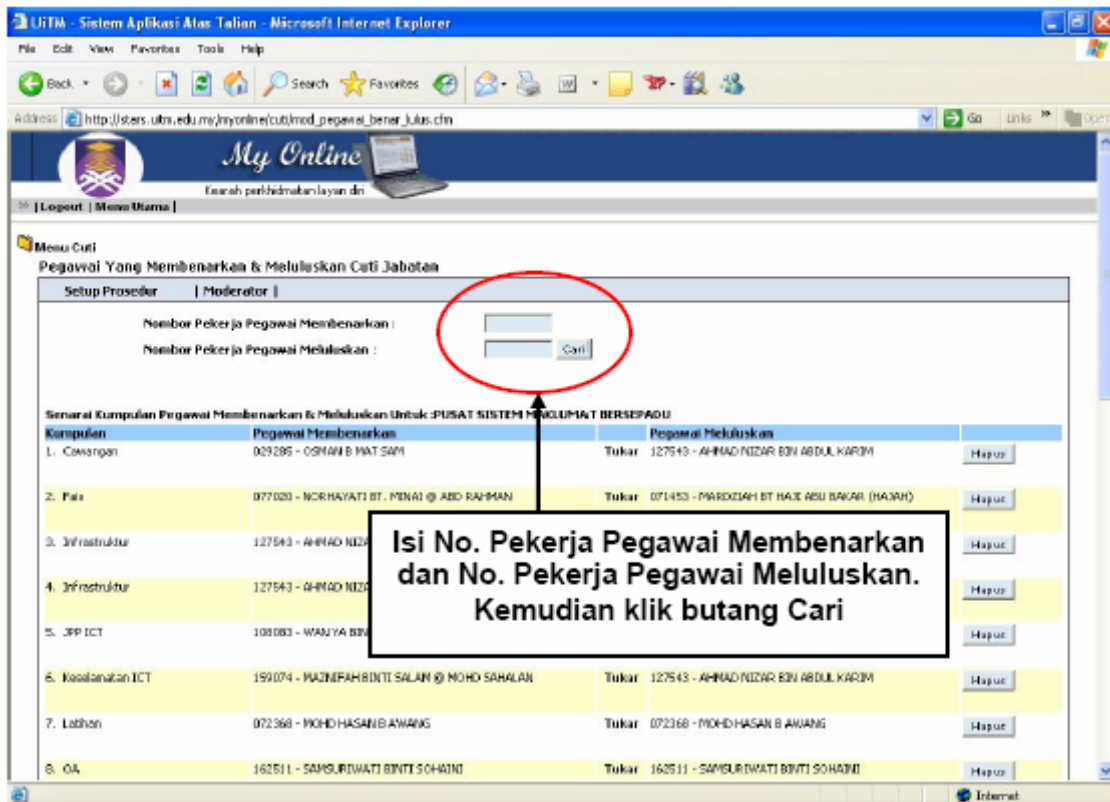 UiTM - Sistem Aplikasi Atas Talian - Microsoft Internet Explorer
File Edit View Favorites Tools Help
Back Search Favorites
Address http://stars.uitm.edu.my/myonline/cuti/mod_pegawai_benar_lulus.cfm Go Links
My Online
Kearah perkhidmatan layan diri
| Logout | Menu Utama |
Menu Cuti
Pegawai Yang Membenarkan & Meluluskan Cuti Jabatan
Setup Prosedur | Moderator |
Nombor Pekerja Pegawai Membenarkan :
Nombor Pekerja Pegawai Meluluskan : Cari
Senarai Kumpulan Pegawai Membenarkan & Meluluskan Untuk :PUSAT SISTEM MAKLUMAT BERSEPADU
Kumpulan Pegawai Membenarkan Pegawai Meluluskan
1. Cawangan 029285 - OSMAN B MAT SAM Tukar 127543 - AHMAD NIZAR BIN ABDUL KARIM Hapus
2. Pais 077020 - NORHAYATI BT. MINAI @ ABD RAHMAN Tukar 071453 - MARDZIAH BT HAJI ABU BAKAR (HAJAH) Hapus
3. Infrastruktur 127543 - AHMAD NIZA Hapus
4. Infrastruktur 127543 - AHMAD NIZA Hapus
5. JPP ICT 108083 - WAN YA BIN Hapus
Isi No. Pekerja Pegawai Membenarkan
dan No. Pekerja Pegawai Meluluskan.
Kemudian klik butang Cari
6. Keselamatan ICT 159074 - MAZNIFAH BINTI SALAM @ MOHD SAHALAN Tukar 127543 - AHMAD NIZAR BIN ABDUL KARIM Hapus
7. Latihan 072368 - MOHD HASAN B AWANG Tukar 072368 - MOHD HASAN B AWANG Hapus
8. OA 162511 - SAMSURIWATI BINTI SOHAINI Tukar 162511 - SAMSURIWATI BINTI SOHAINI Hapus
Internet